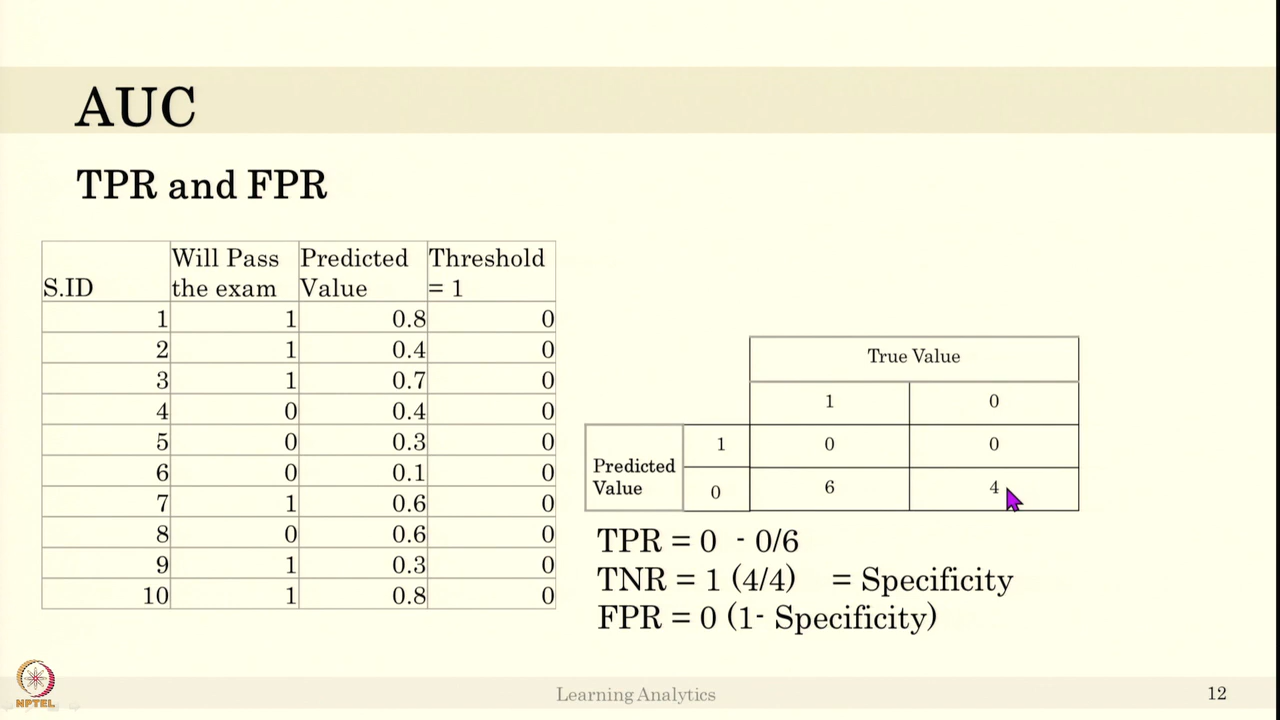 AUC
TPR and FPR
S.ID Will Pass the exam Predicted Value Threshold = 1
1 1 0.8 0
2 1 0.4 0
3 1 0.7 0
4 0 0.4 0
5 0 0.3 0
6 0 0.1 0
7 1 0.6 0
8 0 0.6 0
9 1 0.3 0
10 1 0.8 0
True Value
1 0
Predicted Value
1 0 0
0 6 4
TPR = 0 - 0/6
TNR = 1 (4/4) = Specificity
FPR = 0 (1- Specificity)
NPTEL
Learning Analytics
12